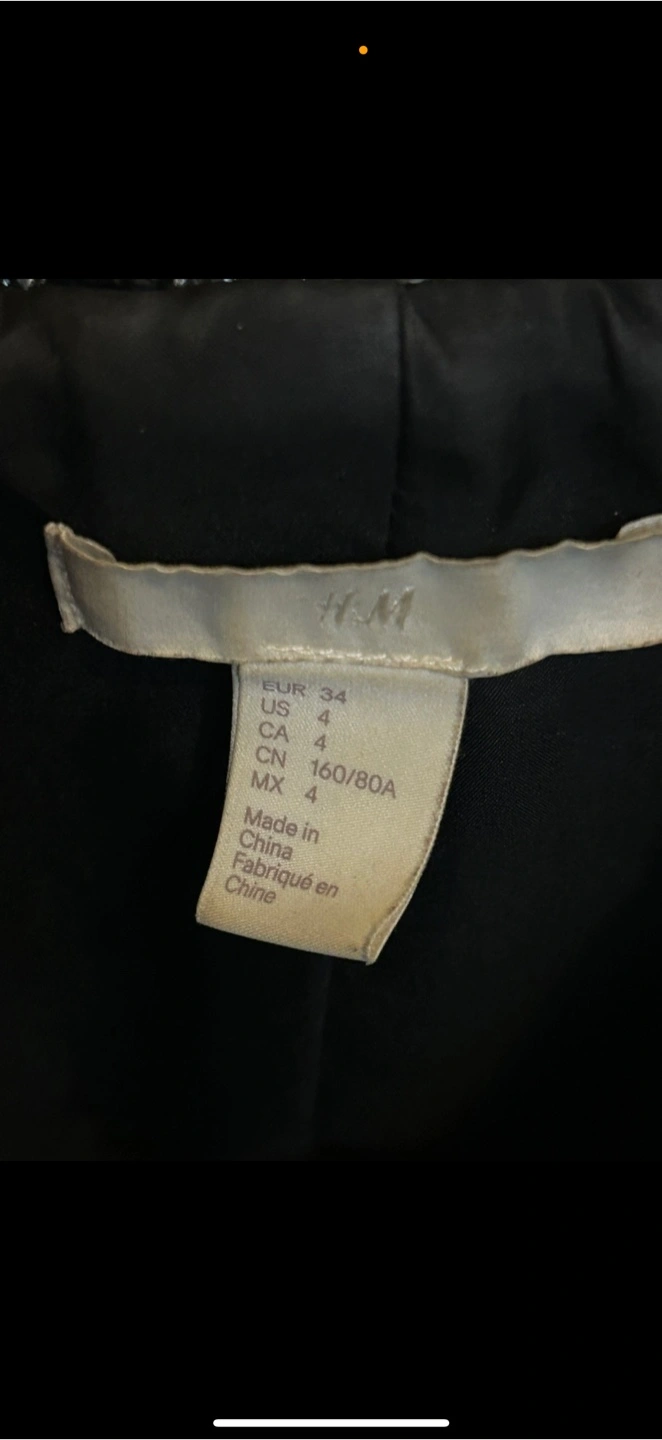 H&M
EUR 34
US 4
CA 4
CN 160/80A
MX 4
Made in
China
Fabriqué en
Chine